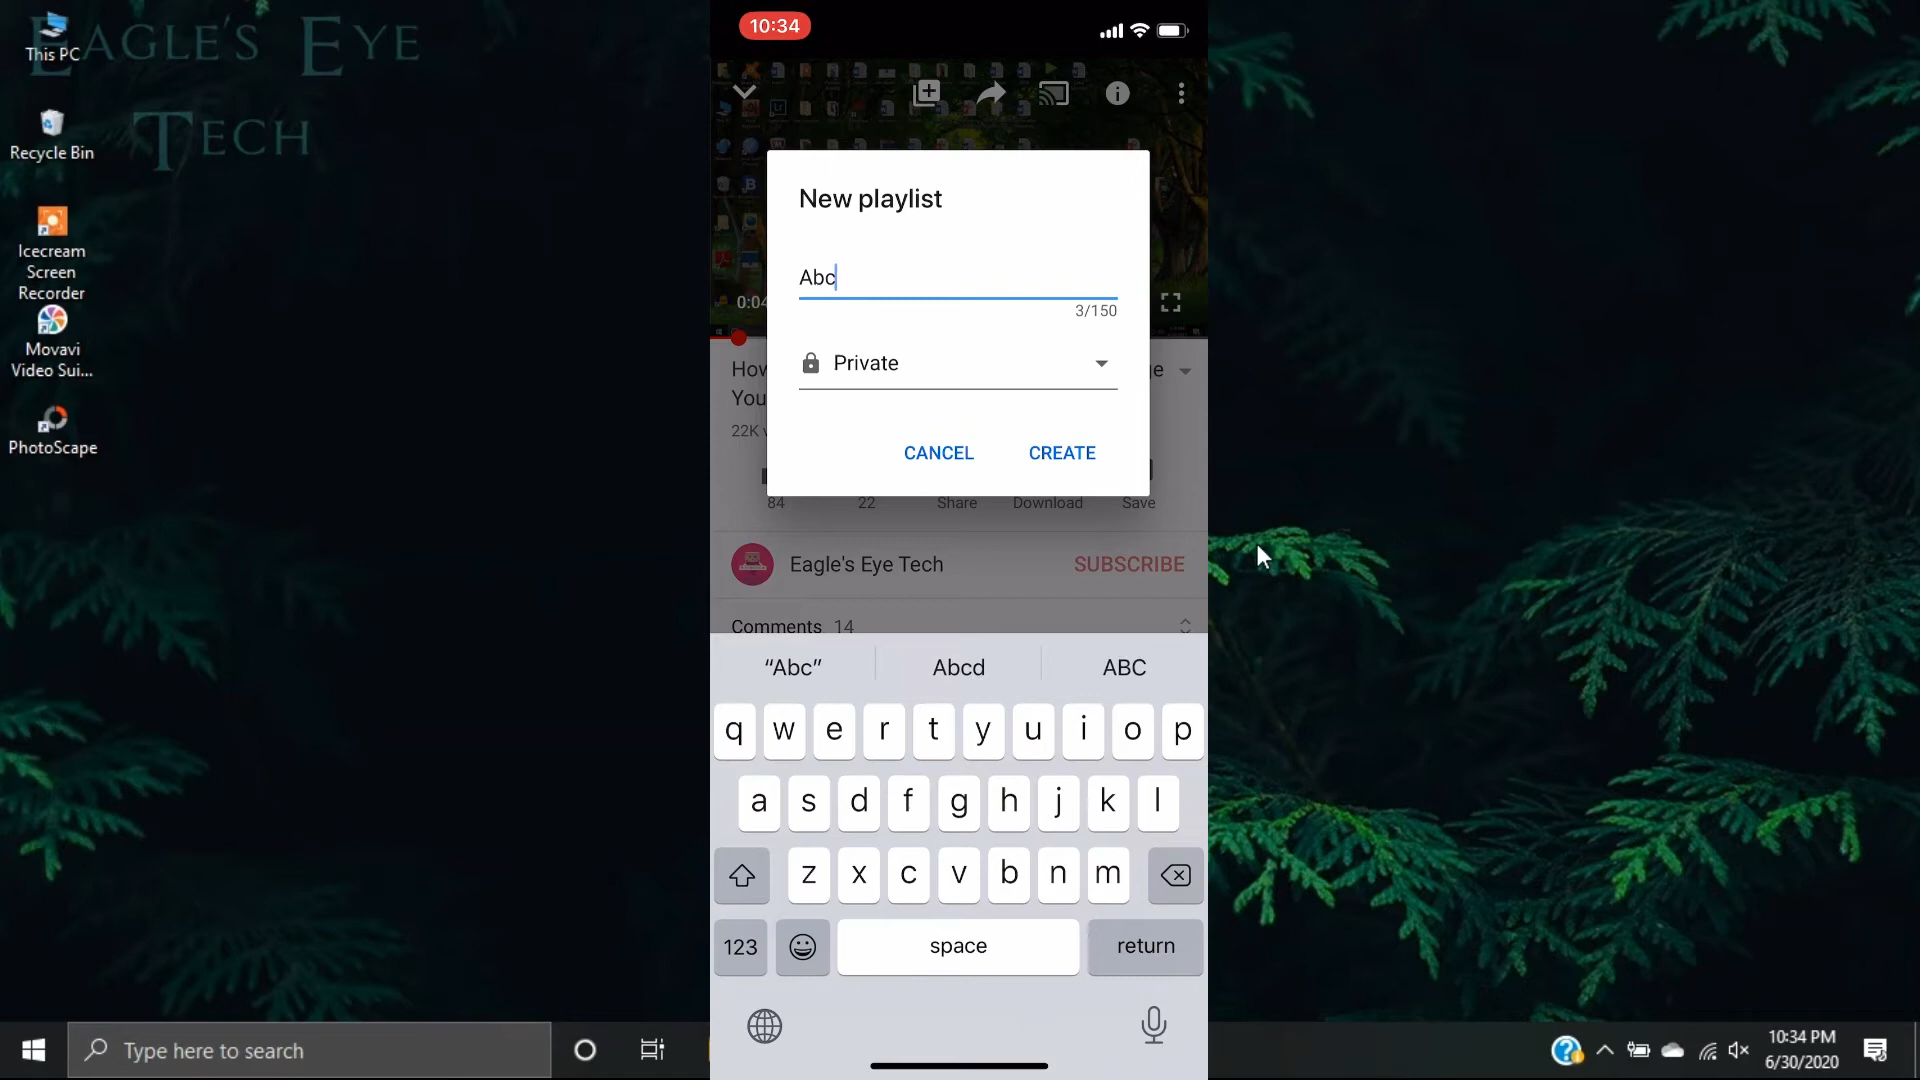 EAGLE'S EYE
TECH
This PC
Recycle Bin
Icecream
Screen
Recorder
Movavi
Video Sui...
PhotoScape
10:34
New playlist
Abc
3/150
0:04
Private
CANCEL
CREATE
How
e
You
22K v
84
22
Share
Download
Save
Eagle's Eye Tech
SUBSCRIBE
Comments 14
“Abc”
Abcd
ABC
q w e r t y u i o p
a s d f g h j k l
z x c v b n m
123
space
return
Type here to search
10:34 PM
6/30/2020